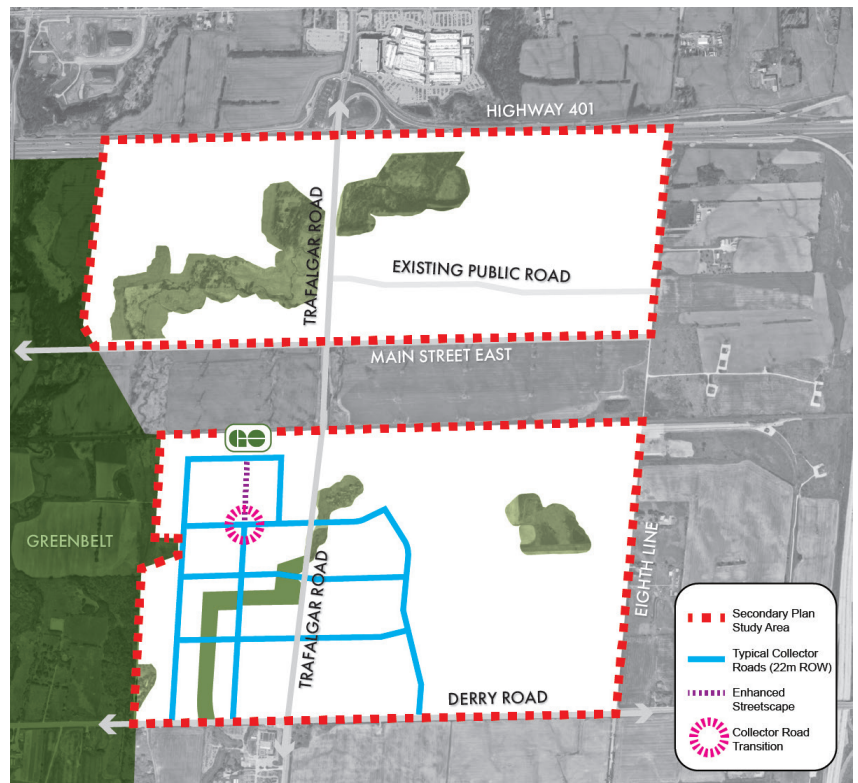 HIGHWAY 401
TRAFALGAR ROAD
EXISTING PUBLIC ROAD
MAIN STREET EAST
GO
GREENBELT
TRAFALGAR ROAD
EIGHTH LINE
DERRY ROAD
Secondary Plan
Study Area
Typical Collector
Roads (22m ROW)
Enhanced
Streetscape
Collector Road
Transition